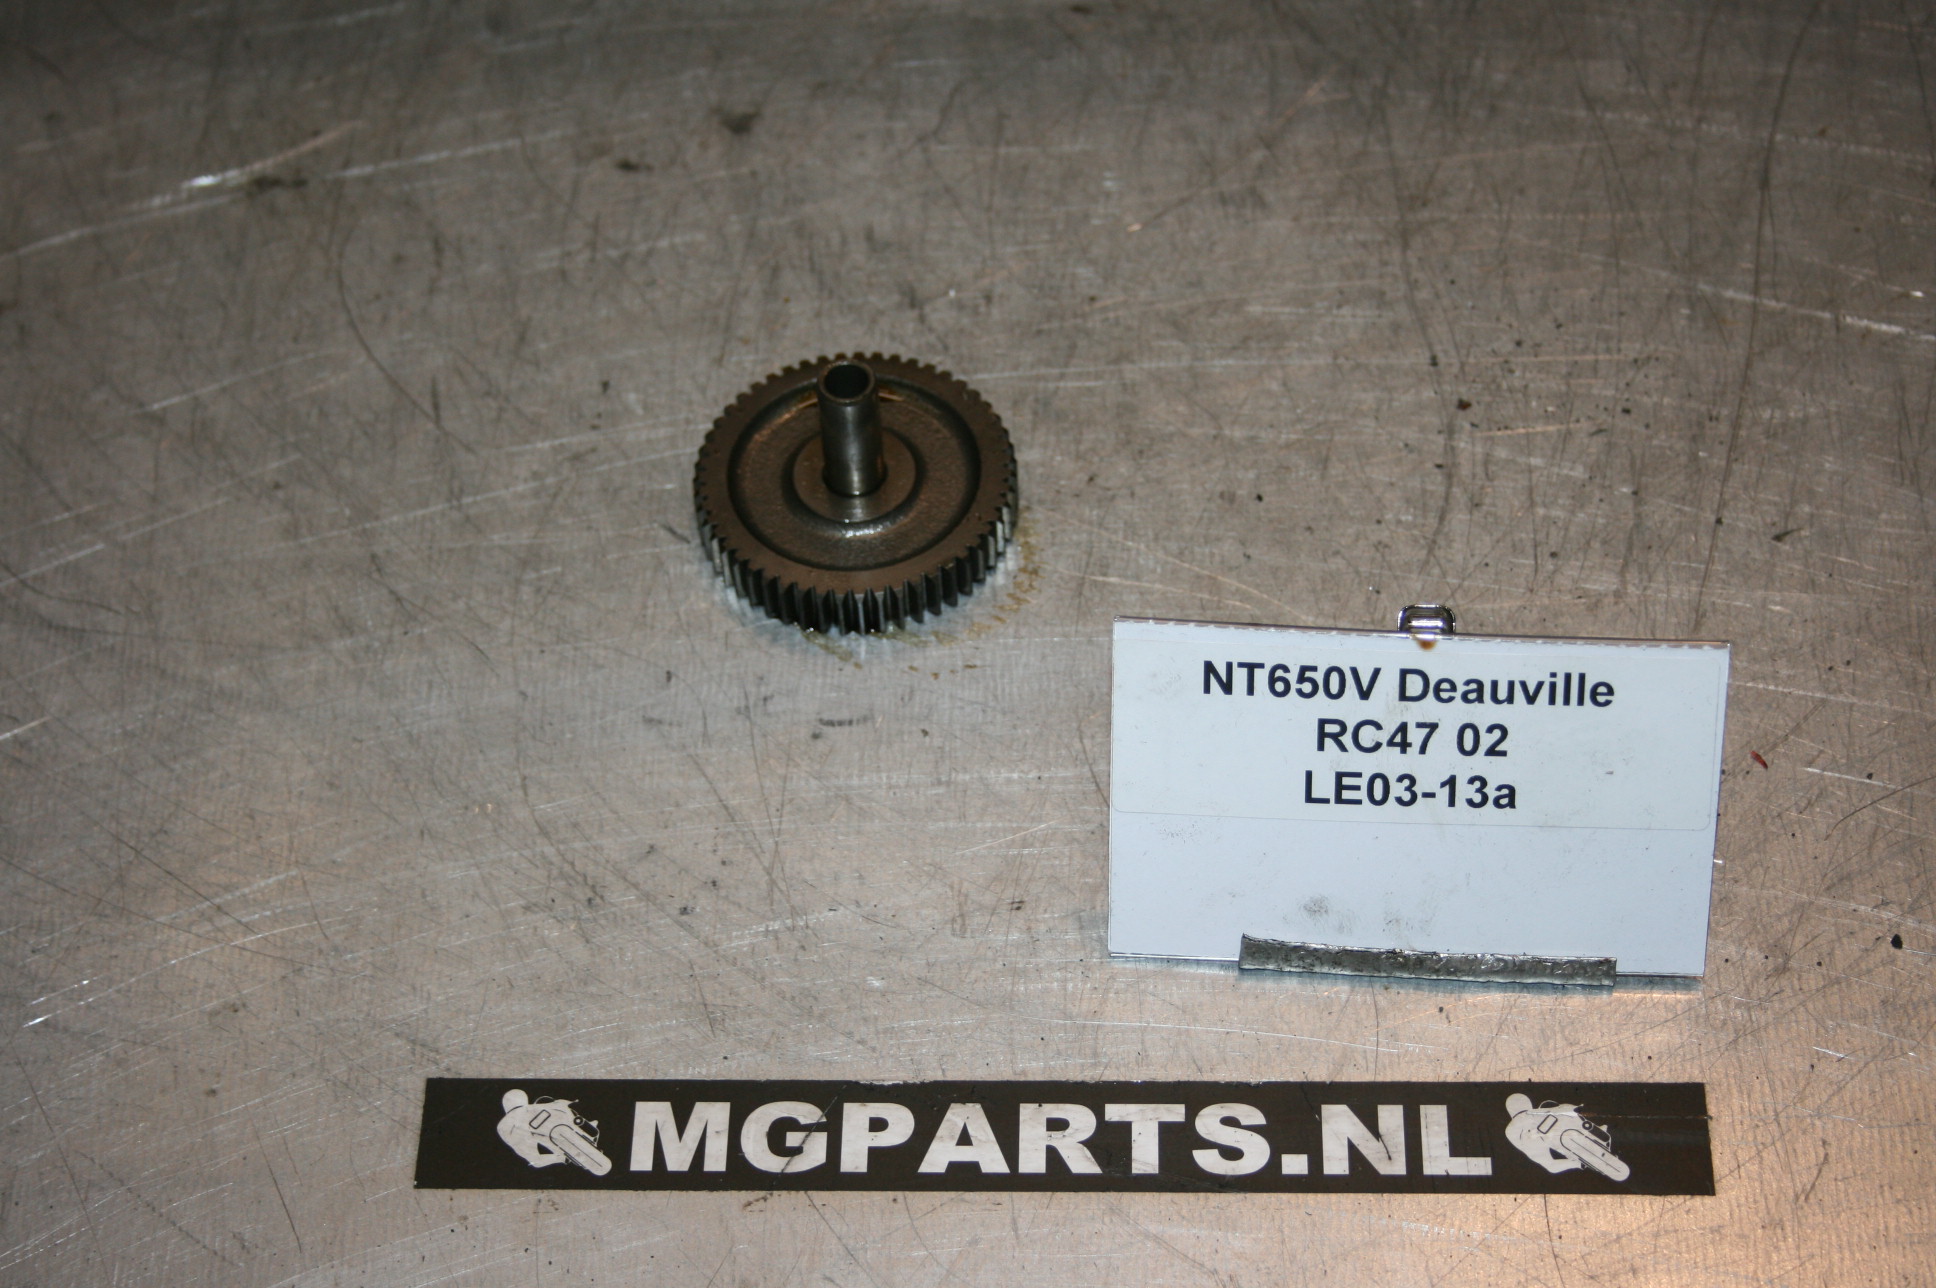 NT650V Deauville
RC47 02
LE03-13a
MGPARTS.NL